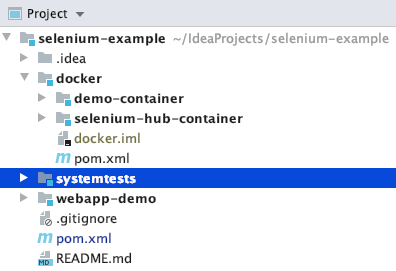 Project
selenium-example ~/IdeaProjects/selenium-example
.idea
docker
demo-container
selenium-hub-container
docker.iml
m pom.xml
systemtests
webapp-demo
.gitignore
m pom.xml
MD README.md